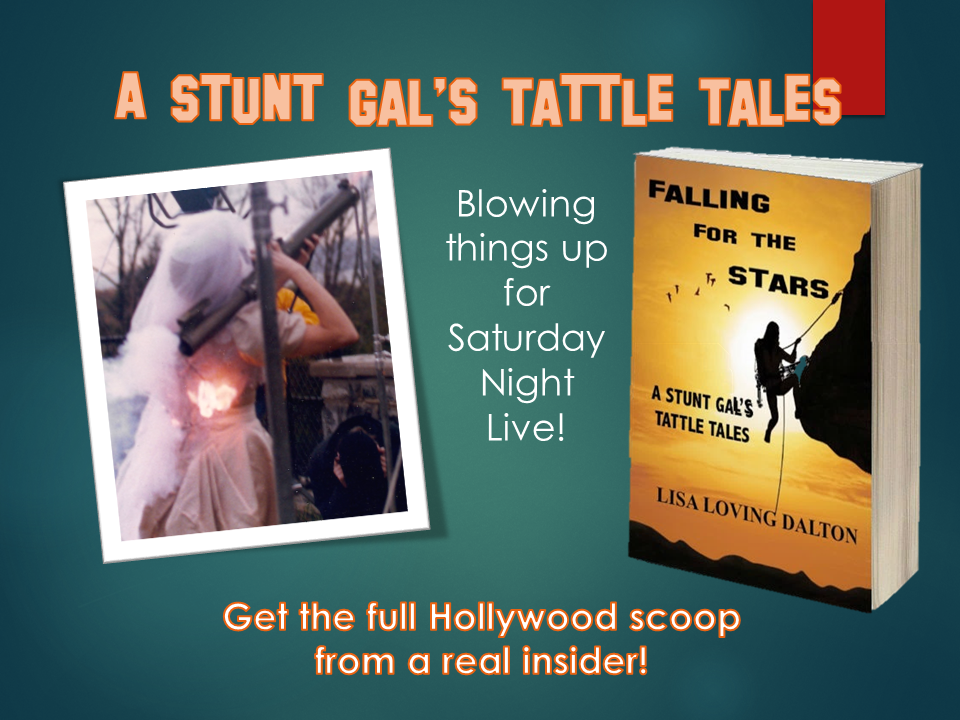 A STUNT GAL'S TATTLE TALES
Blowing
things up
for
Saturday
Night
Live!
FALLING
FOR THE
STARS
A STUNT GAL'S
TATTLE TALES
LISA LOVING DALTON
Get the full Hollywood scoop
from a real insider!